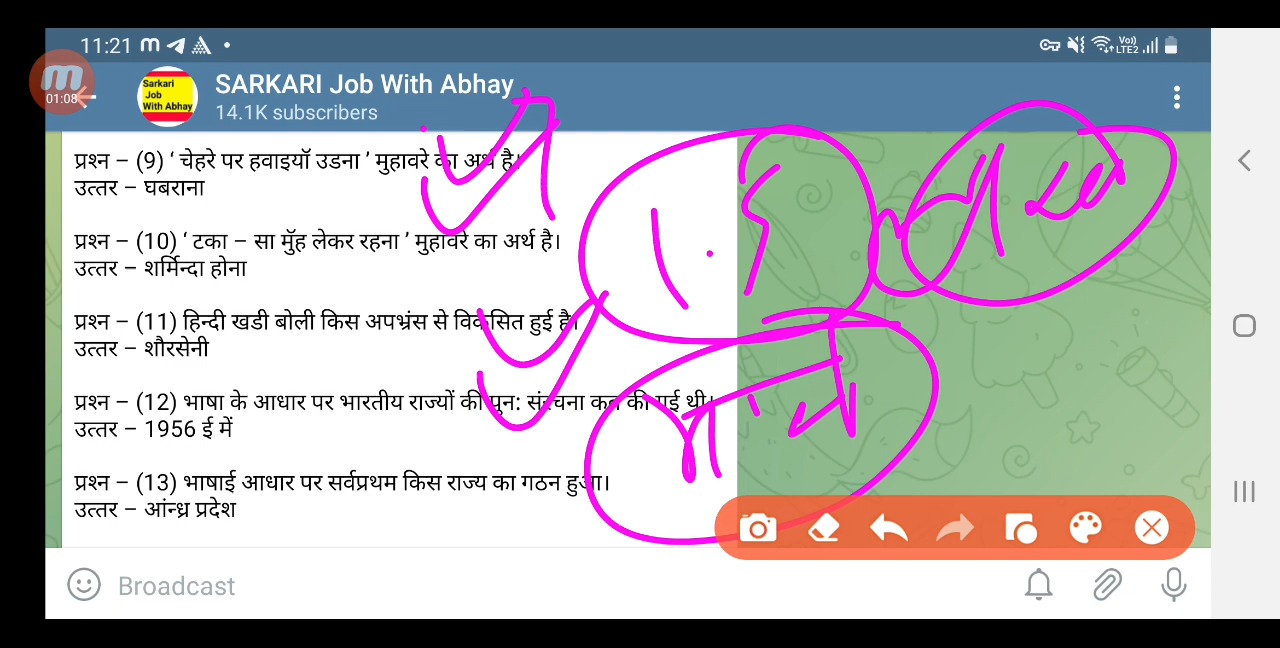 11:21
LTE2
01:08
Sarkari
Job
With Abhay
SARKARI Job With Abhay
14.1K subscribers
प्रश्न – (9) ‘ चेहरे पर हवाइयॉ उडना ’ मुहावरे का अर्थ है।
उत्तर – घबराना
प्रश्न – (10) ‘ टका – सा मुॅह लेकर रहना ’ मुहावरे का अर्थ है।
उत्तर – शर्मिन्दा होना
प्रश्न – (11) हिन्दी खडी बोली किस अपभ्रंस से विकसित हुई है।
उत्तर – शौरसेनी
प्रश्न – (12) भाषा के आधार पर भारतीय राज्यों की पुन: संरचना कब की गई थी।
उत्तर – 1956 ई में
प्रश्न – (13) भाषाई आधार पर सर्वप्रथम किस राज्य का गठन हुआ।
उत्तर – आंन्ध्र प्रदेश
Broadcast